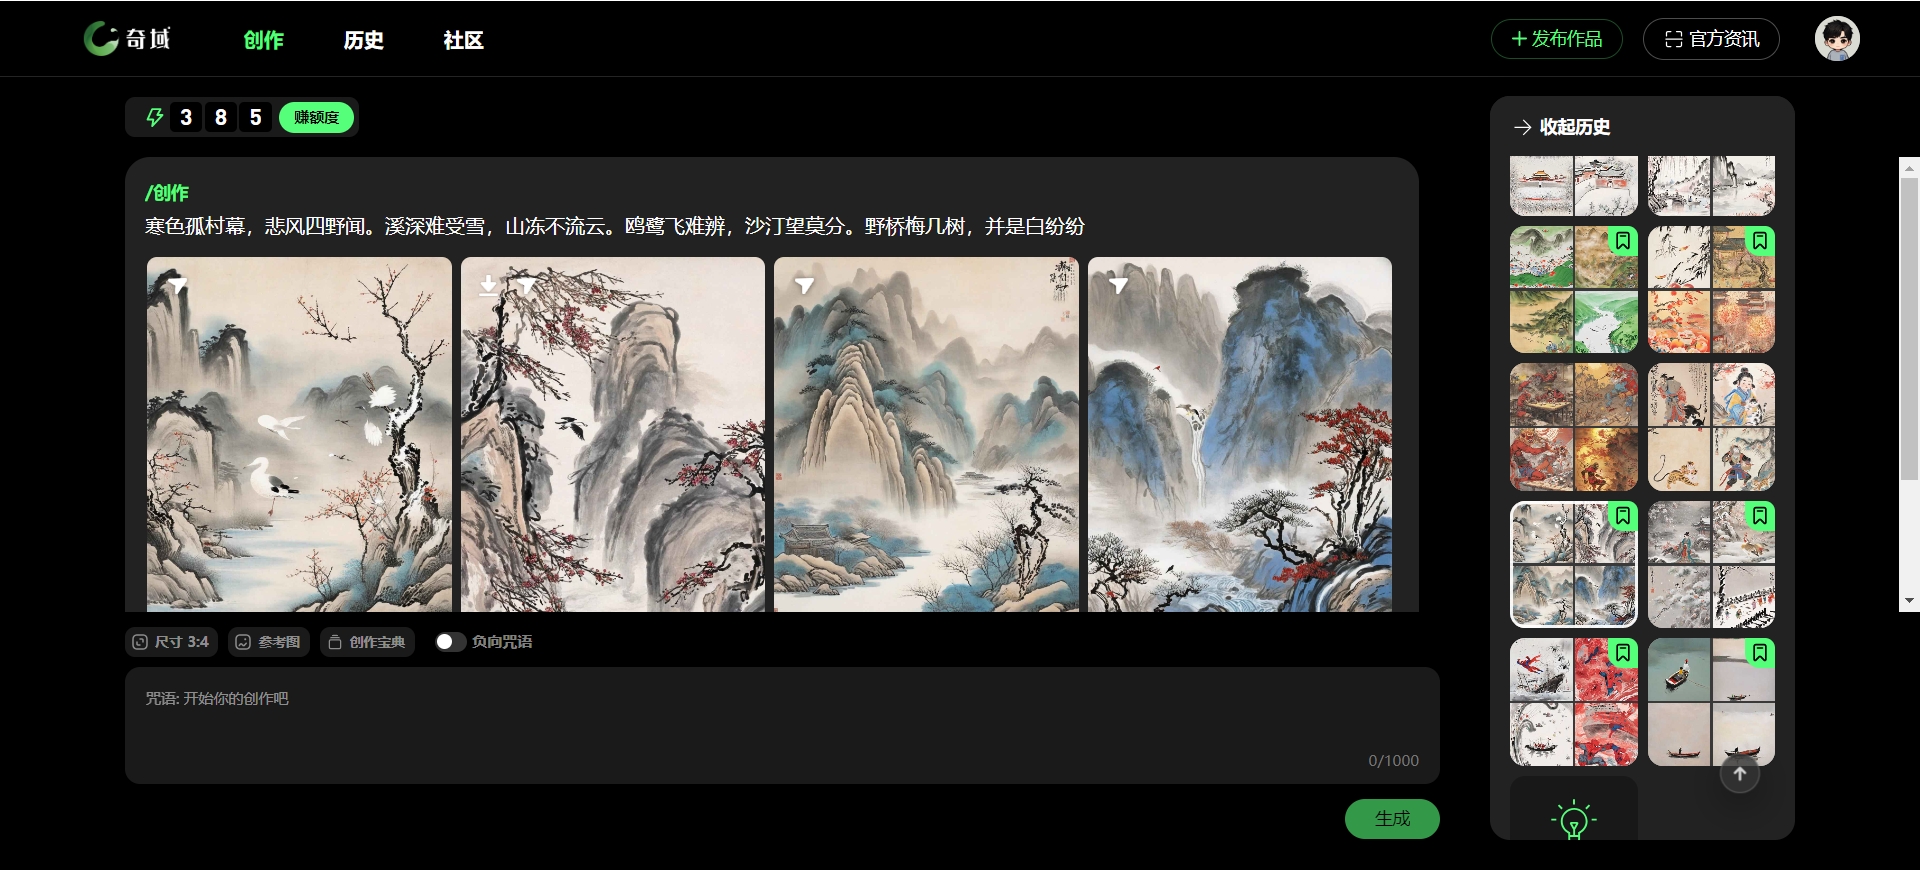 奇域
创作
历史
社区
发布作品
官方资讯
385
赚额度
收起历史
/创作
寒色孤村幕，悲风四野闻。溪深难受雪，山冻不流云。鸥鹭飞难辨，沙汀望莫分。野桥梅几树，并是白纷纷
尺寸 3:4
参考图
创作宝典
负向咒语
咒语: 开始你的创作吧
0/1000
生成